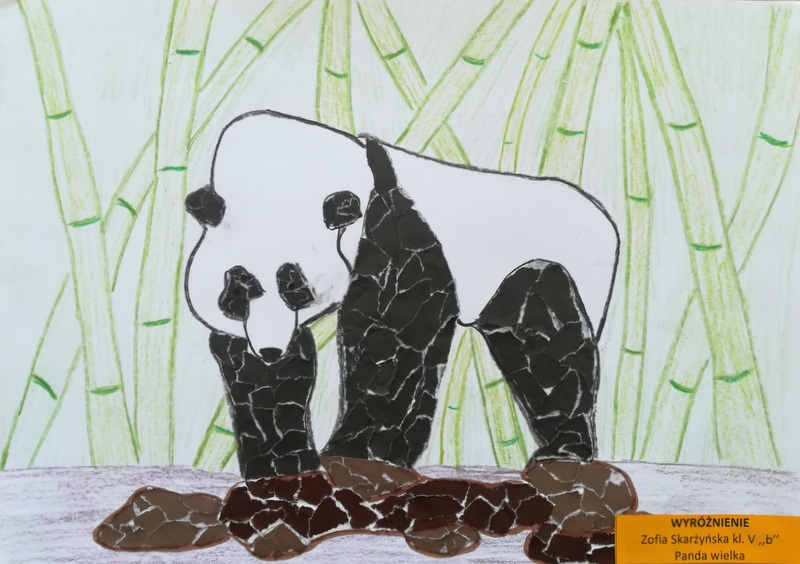 WYRÓŻNIENIE
Zofia Skarżyńska kl. V ,,b"
Panda wielka